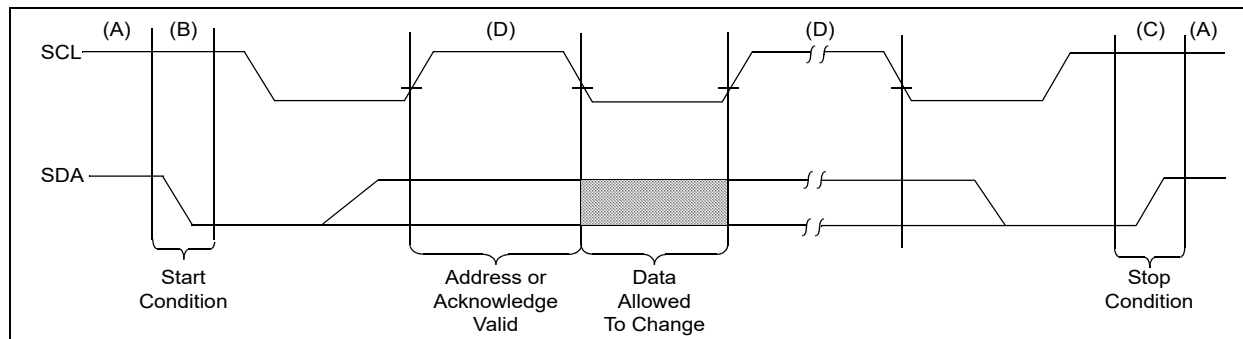 (A) (B) (D) (D) (C) (A)
SCL
SDA
Start
Condition
Address or
Acknowledge
Valid
Data
Allowed
To Change
Stop
Condition